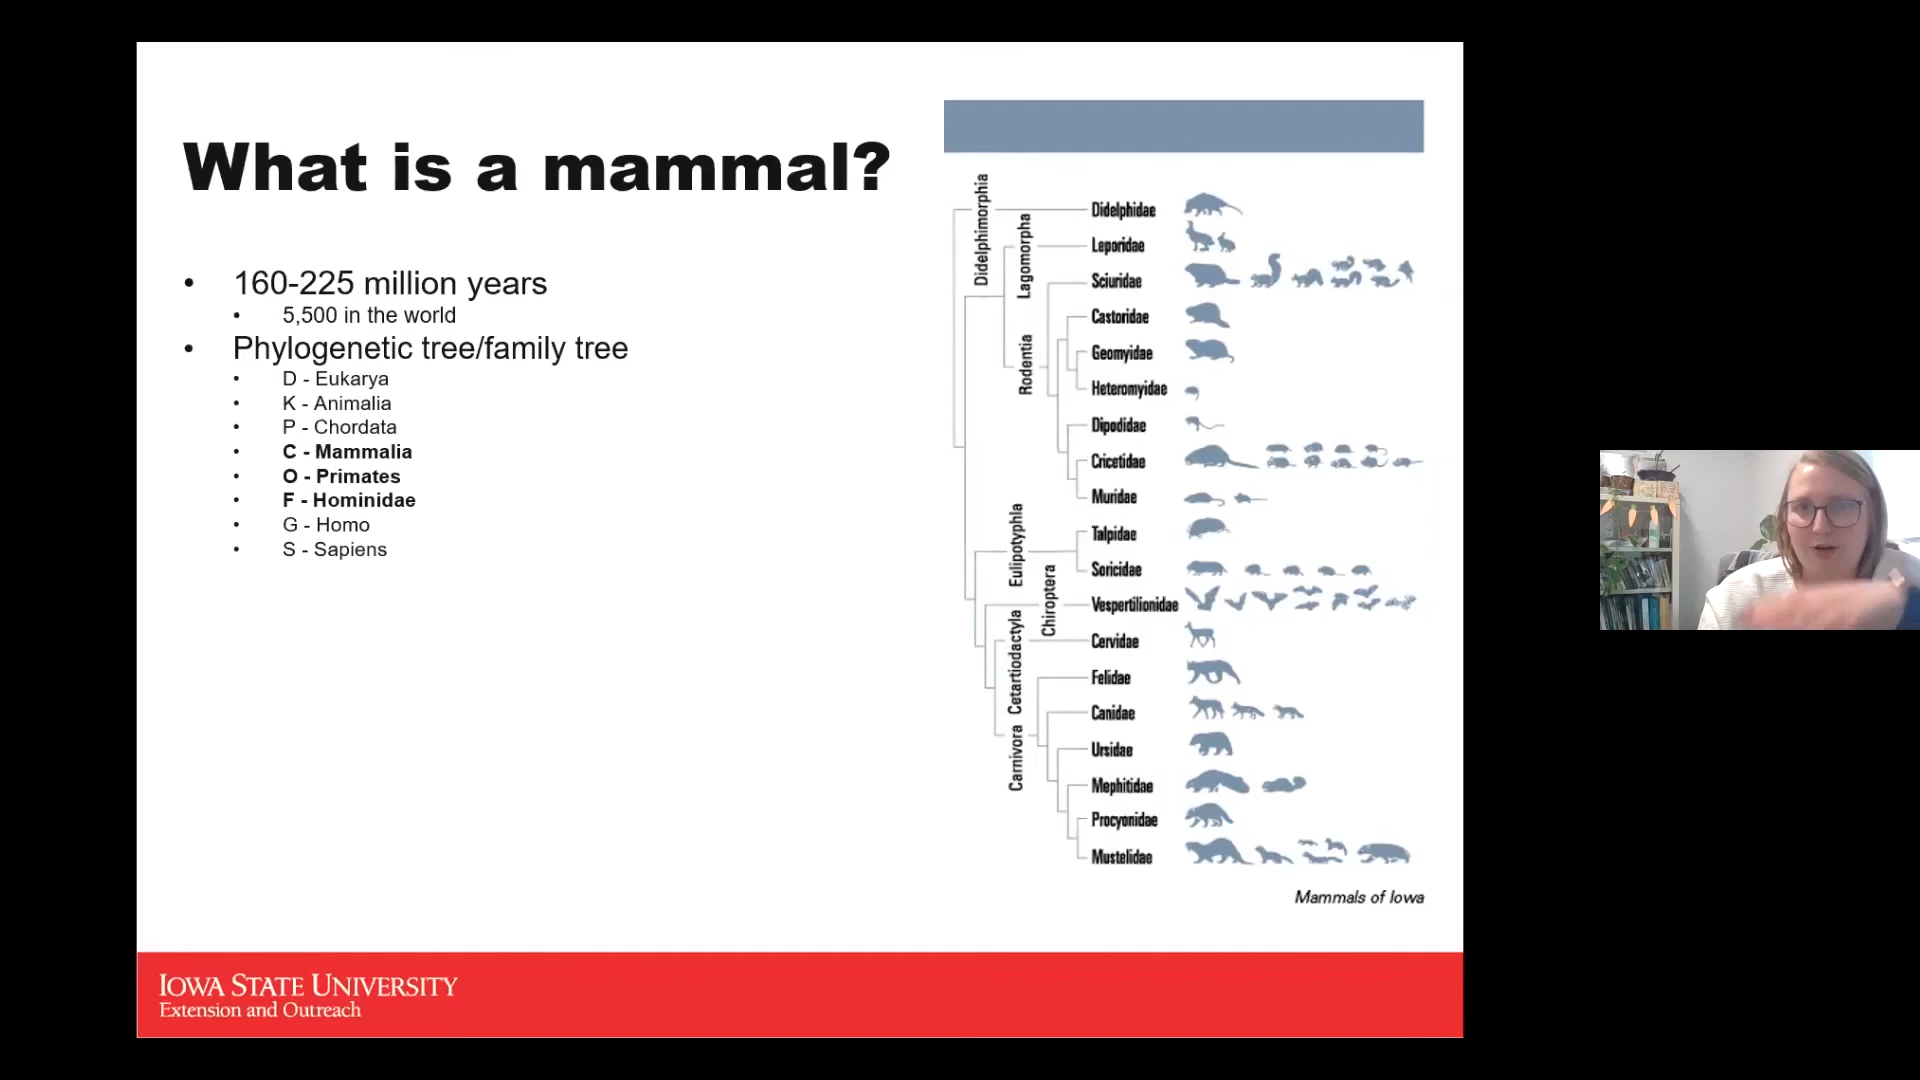 What is a mammal?
• 160-225 million years
• 5,500 in the world
• Phylogenetic tree/family tree
• D - Eukarya
• K - Animalia
• P - Chordata
• C - Mammalia
• O - Primates
• F - Hominidae
• G - Homo
• S - Sapiens
Didelphimorphia
Lagomorpha
Rodentia
Eulipotyphla
Chiroptera
Cetartiodactyla
Carnivora
Didelphidae
Leporidae
Sciuridae
Castoridae
Geomyidae
Heteromyidae
Dipodidae
Cricetidae
Muridae
Talpidae
Soricidae
Vespertilionidae
Cervidae
Felidae
Canidae
Ursidae
Mephitidae
Procyonidae
Mustelidae
Mammals of Iowa
IOWA STATE UNIVERSITY
Extension and Outreach